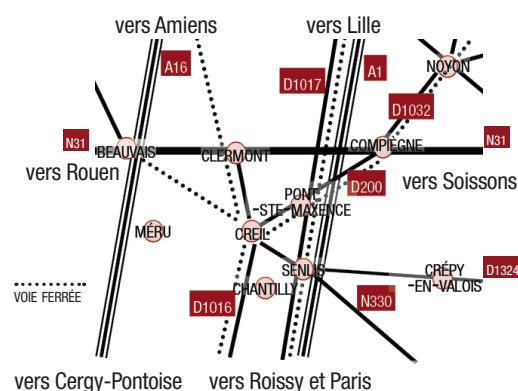 vers Amiens
vers Lille
A16
A1
D1017
NOYON
D1032
N31
BEAUVAIS
CLERMONT
COMPIÈGNE
N31
vers Rouen
D200
vers Soissons
PONT
-STE-MAXENCE
MÉRU
CREIL
SENLIS
CRÉPY
-EN-VALOIS
D1324
VOIE FERRÉE
CHANTILLY
D1016
N330
vers Cergy-Pontoise
vers Roissy et Paris